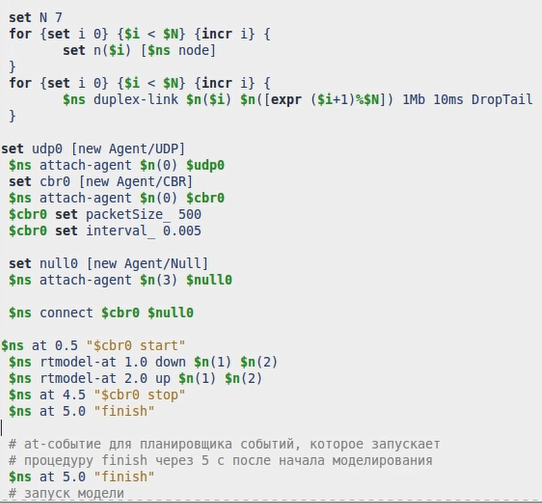 set N 7
for {set i 0} {$i < $N} {incr i} {
set n($i) [$ns node]
}
for {set i 0} {$i < $N} {incr i} {
$ns duplex-link $n($i) $n([expr ($i+1)%$N]) 1Mb 10ms DropTail
}
set udp0 [new Agent/UDP]
$ns attach-agent $n(0) $udp0
set cbr0 [new Agent/CBR]
$ns attach-agent $n(0) $cbr0
$cbr0 set packetSize_ 500
$cbr0 set interval_ 0.005
set null0 [new Agent/Null]
$ns attach-agent $n(3) $null0
$ns connect $cbr0 $null0
$ns at 0.5 "$cbr0 start"
$ns rtmodel-at 1.0 down $n(1) $n(2)
$ns rtmodel-at 2.0 up $n(1) $n(2)
$ns at 4.5 "$cbr0 stop"
$ns at 5.0 "finish"
# at-событие для планировщика событий, которое запускает
# процедуру finish через 5 с после начала моделирования
$ns at 5.0 "finish"
# запуск модели